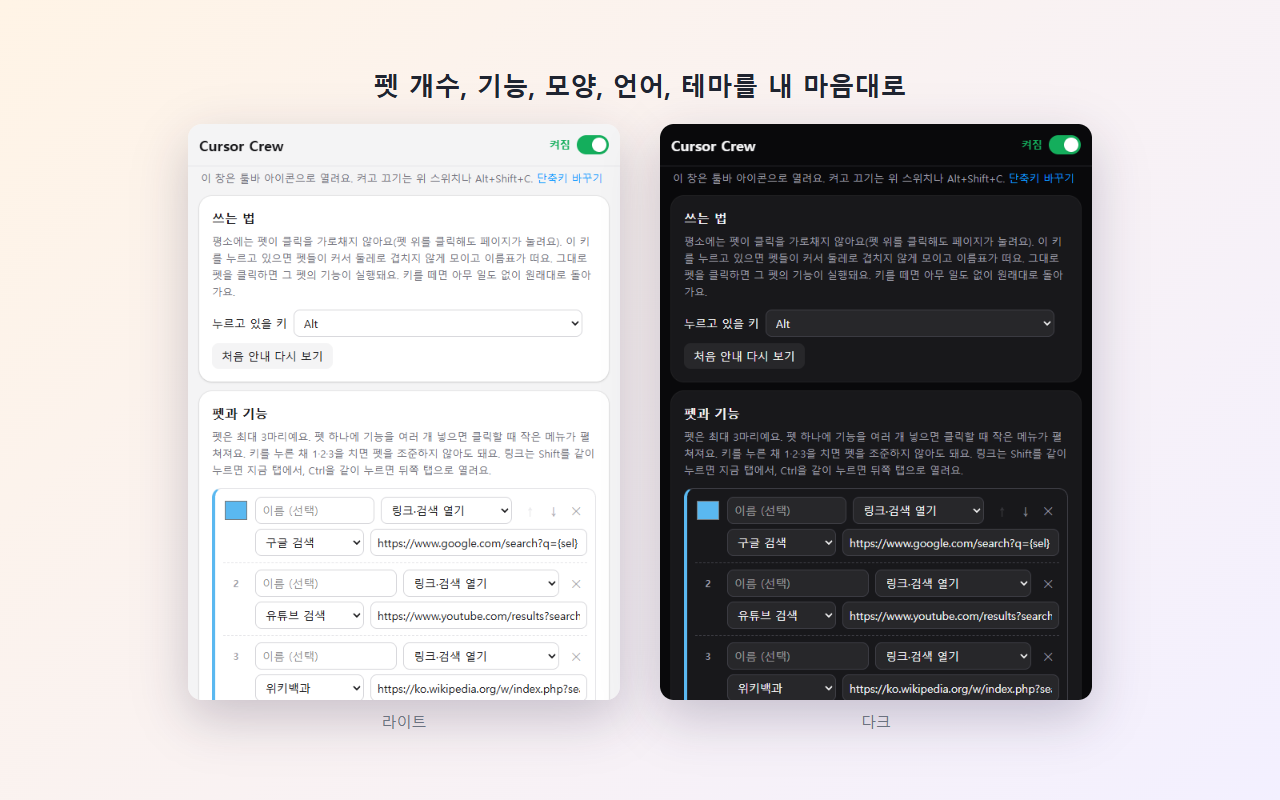 펫 개수, 기능, 모양, 언어, 테마를 내 마음대로
Cursor Crew
켜짐
이 창은 툴바 아이콘으로 열려요. 켜고 끄기는 위 스위치나 Alt+Shift+C. 단축키 바꾸기
쓰는 법
평소에는 펫이 클릭을 가로채지 않아요(펫 위를 클릭해도 페이지가 눌려요). 이 키
를 누르고 있으면 펫들이 커서 둘레로 겹치지 않게 모이고 이름표가 떠요. 그대로
펫을 클릭하면 그 펫의 기능이 실행돼요. 키를 떼면 아무 일도 없이 원래대로 돌아
가요.
누르고 있을 키
Alt
처음 안내 다시 보기
펫과 기능
펫은 최대 3마리예요. 펫 하나에 기능을 여러 개 넣으면 클릭할 때 작은 메뉴가 펼
쳐져요. 키를 누른 채 1·2·3을 치면 펫을 조준하지 않아도 돼요. 링크는 Shift를 같이
누르면 지금 탭에서, Ctrl을 같이 누르면 뒤쪽 탭으로 열려요.
이름 (선택)
링크·검색 열기
↑ ↓ ×
구글 검색
https://www.google.com/search?q={sel}
2
이름 (선택)
링크·검색 열기
×
유튜브 검색
https://www.youtube.com/results?search
3
이름 (선택)
링크·검색 열기
×
위키백과
https://ko.wikipedia.org/w/index.php?sea
라이트
Cursor Crew
켜짐
이 창은 툴바 아이콘으로 열려요. 켜고 끄기는 위 스위치나 Alt+Shift+C. 단축키 바꾸기
쓰는 법
평소에는 펫이 클릭을 가로채지 않아요(펫 위를 클릭해도 페이지가 눌려요). 이 키
를 누르고 있으면 펫들이 커서 둘레로 겹치지 않게 모이고 이름표가 떠요. 그대로
펫을 클릭하면 그 펫의 기능이 실행돼요. 키를 떼면 아무 일도 없이 원래대로 돌아
가요.
누르고 있을 키
Alt
처음 안내 다시 보기
펫과 기능
펫은 최대 3마리예요. 펫 하나에 기능을 여러 개 넣으면 클릭할 때 작은 메뉴가 펼
쳐져요. 키를 누른 채 1·2·3을 치면 펫을 조준하지 않아도 돼요. 링크는 Shift를 같이
누르면 지금 탭에서, Ctrl을 같이 누르면 뒤쪽 탭으로 열려요.
이름 (선택)
링크·검색 열기
↑ ↓ ×
구글 검색
https://www.google.com/search?q={sel}
2
이름 (선택)
링크·검색 열기
×
유튜브 검색
https://www.youtube.com/results?search
3
이름 (선택)
링크·검색 열기
×
위키백과
https://ko.wikipedia.org/w/index.php?sea
다크